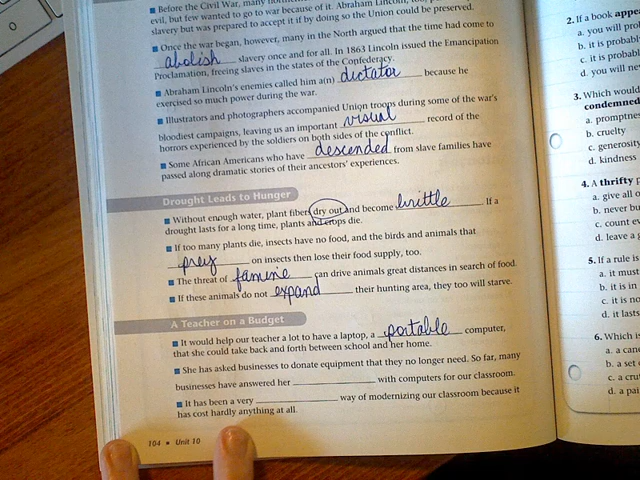 Before the Civil War, many
evil, but few wanted to go to war because of it. Abraham Lincoln,
slavery but was prepared to accept it if by doing so the Union could be preserved.
Once the war began, however, many in the North argued that the time had come to
abolish slavery once and for all. In 1863 Lincoln issued the Emancipation
Proclamation, freeing slaves in the states of the Confederacy.
Abraham Lincoln's enemies called him a(n) dictator because he
exercised so much power during the war.
Illustrators and photographers accompanied Union troops during some of the war's
bloodiest campaigns, leaving us an important visual record of the
horrors experienced by the soldiers on both sides of the conflict.
Some African Americans who have descended from slave families have
passed along dramatic stories of their ancestors' experiences.
Drought Leads to Hunger
Without enough water, plant fibers dry out and become brittle. If a
drought lasts for a long time, plants and crops die.
If too many plants die, insects have no food, and the birds and animals that
prey on insects then lose their food supply, too.
The threat of famine can drive animals great distances in search of food.
If these animals do not expand their hunting area, they too will starve.
A Teacher on a Budget
It would help our teacher a lot to have a laptop, a portable computer,
that she could take back and forth between school and her home.
She has asked businesses to donate equipment that they no longer need. So far, many
businesses have answered her with computers for our classroom.
It has been a very way of modernizing our classroom because it
has cost hardly anything at all.
104 • Unit 10
2. If a book
a. you will
b. it is
c. it is
d. you will
3. Which would
condemned
a.
b. cruelty
c.
d. kindness
4. A thrifty
a. give all
b. never
c. count
d. leave a
5. If a rule is
a. it must
b. it is in
c. it is
d. it lasts
6. Which is
a. a
b. a set
c. a
d. a